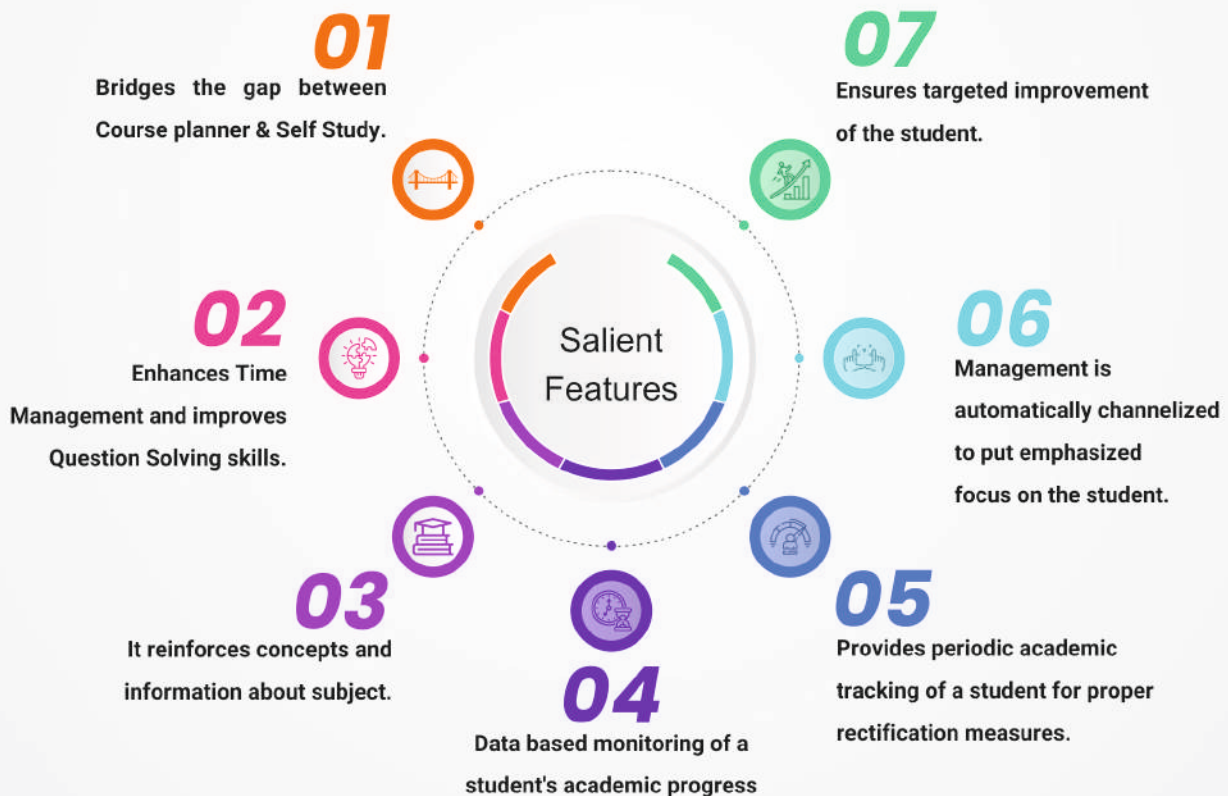 01
Bridges the gap between
Course planner & Self Study.
02
Enhances Time
Management and improves
Question Solving skills.
03
It reinforces concepts and
information about subject.
04
Data based monitoring of a
student's academic progress
05
Provides periodic academic
tracking of a student for proper
rectification measures.
06
Management is
automatically channelized
to put emphasized
focus on the student.
07
Ensures targeted improvement
of the student.
Salient
Features